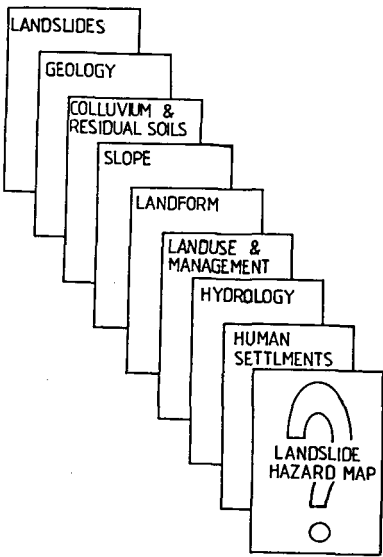 LANDSLIDES
GEOLOGY
COLLUVIUM &
RESIDUAL SOILS
SLOPE
LANDFORM
LANDUSE &
MANAGEMENT
HYDROLOGY
HUMAN
SETTLMENTS
?
LANDSLIDE
HAZARD MAP